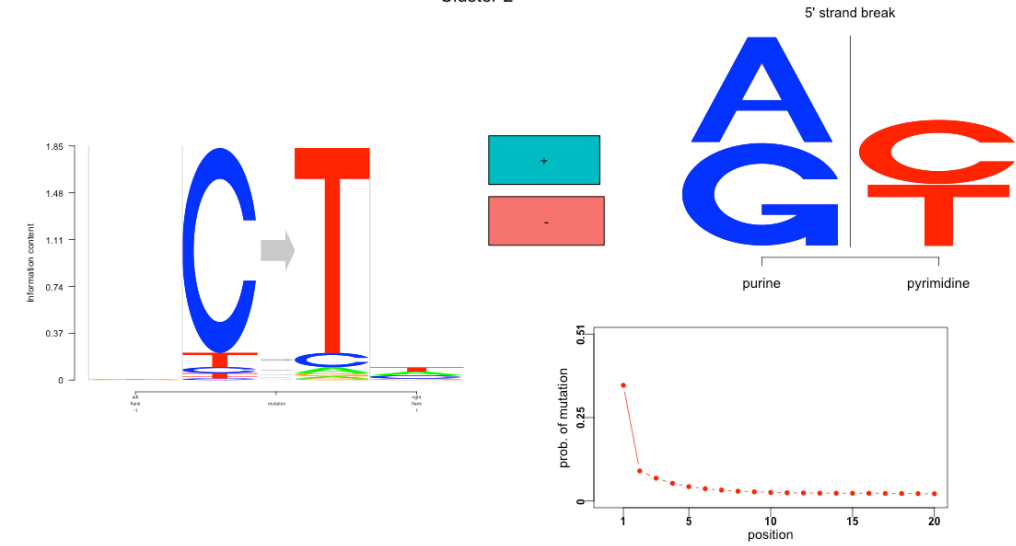 Cluster 2
5' strand break
A
G
C
T
purine
pyrimidine
+
-
Information content
1.85
1.48
1.11
0.74
0.37
0
C
T
T
C
T
left
flank
-1
mutation
right
flank
1
prob. of mutation
0.51
0.25
0
1
5
10
15
20
position